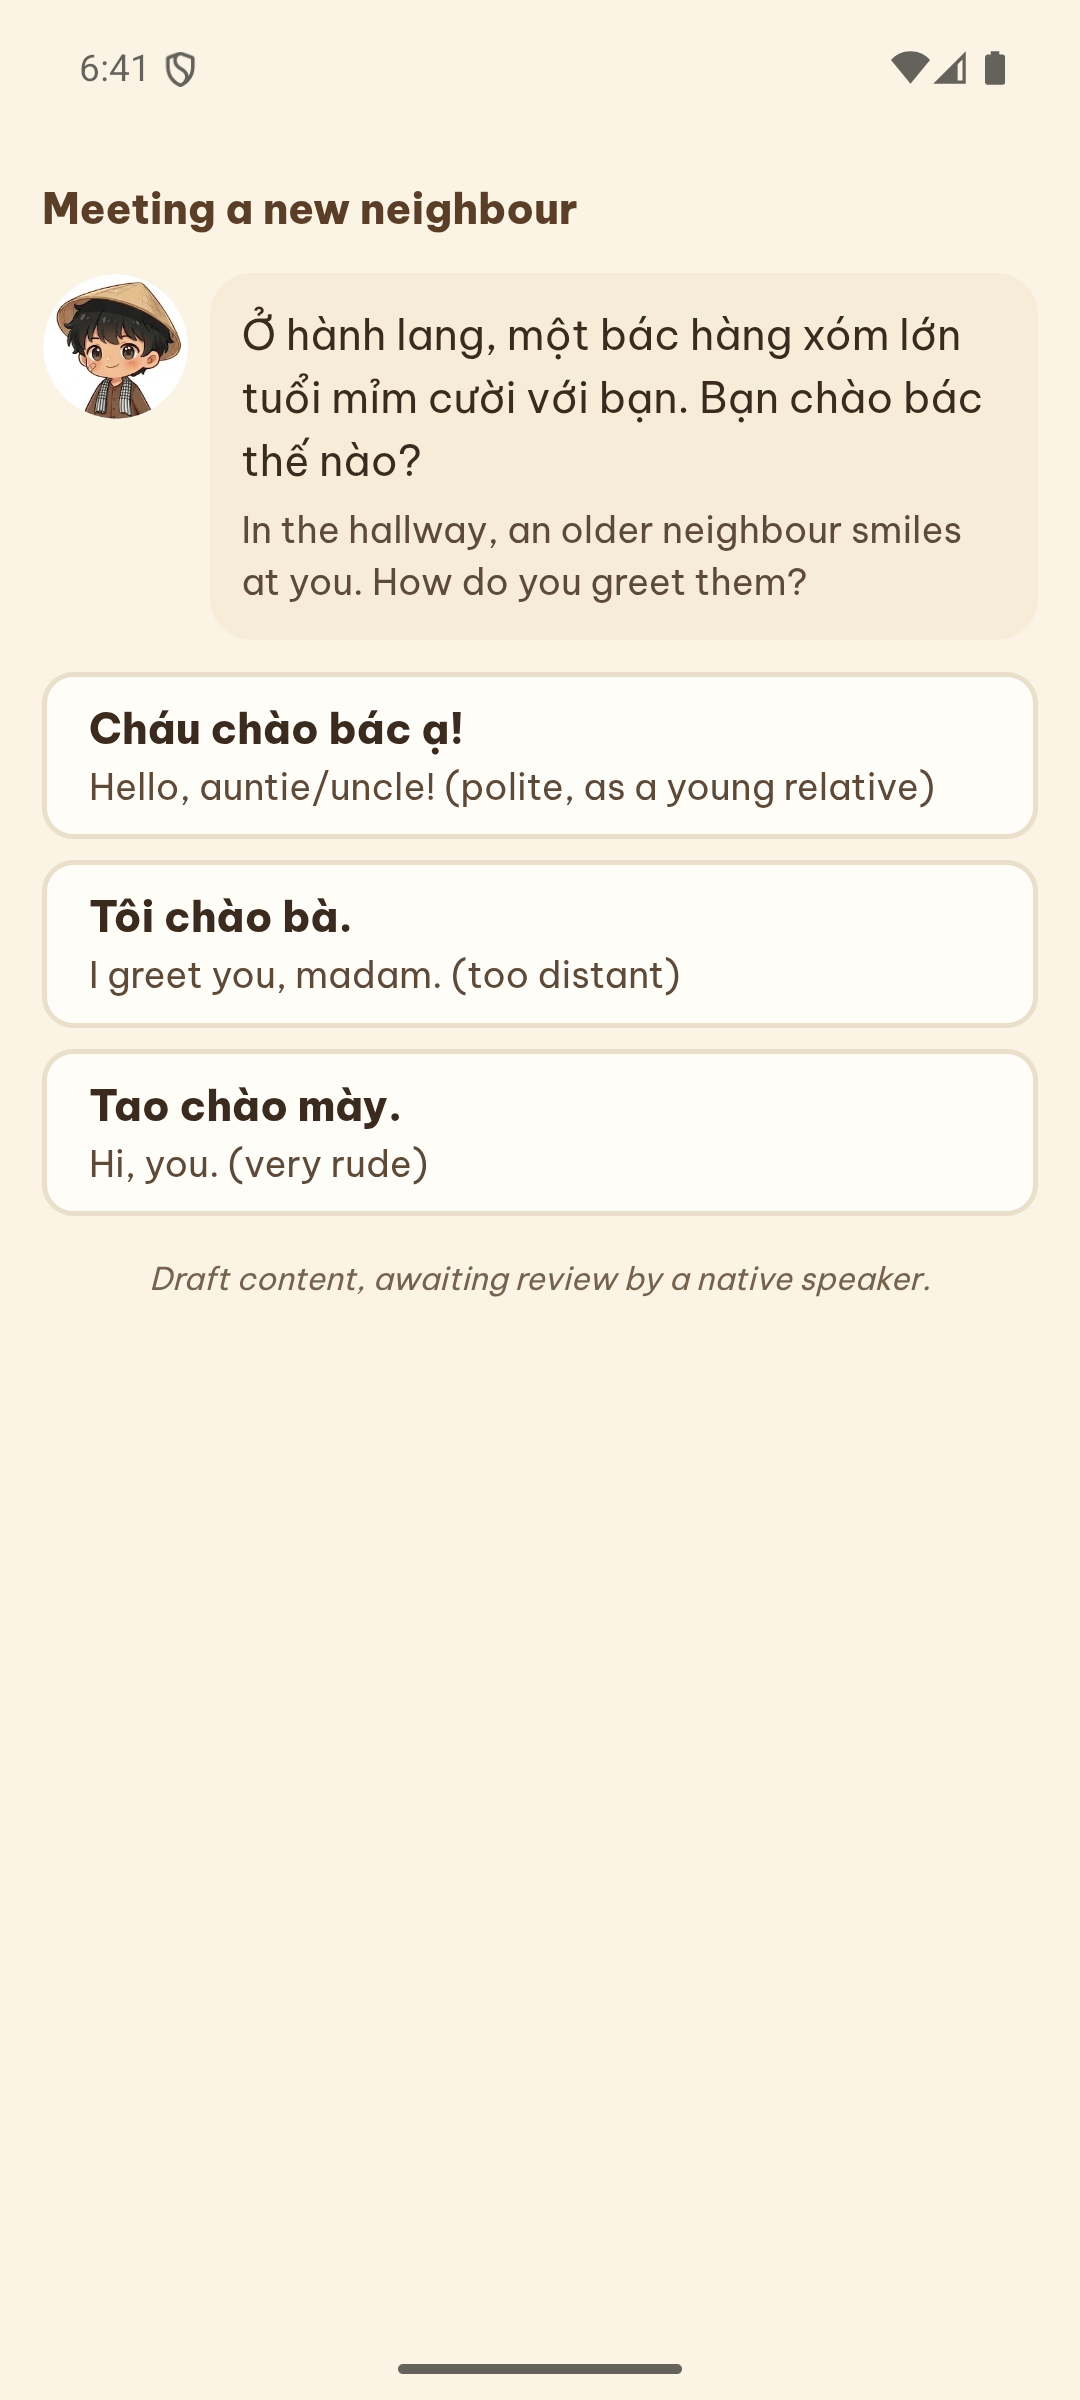 6:41
Meeting a new neighbour
Ở hành lang, một bác hàng xóm lớn
tuổi mỉm cười với bạn. Bạn chào bác
thế nào?
In the hallway, an older neighbour smiles
at you. How do you greet them?
Cháu chào bác ạ!
Hello, auntie/uncle! (polite, as a young relative)
Tôi chào bà.
I greet you, madam. (too distant)
Tao chào mày.
Hi, you. (very rude)
Draft content, awaiting review by a native speaker.